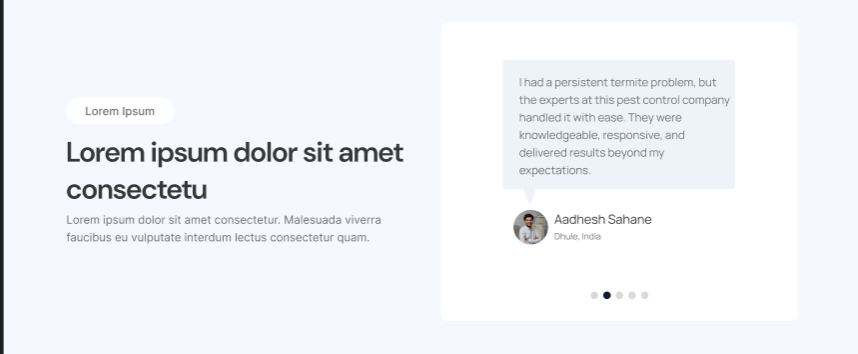 Lorem Ipsum
Lorem ipsum dolor sit amet
consectetu
Lorem ipsum dolor sit amet consectetur. Malesuada viverra
faucibus eu vulputate interdum lectus consectetur quam.
I had a persistent termite problem, but
the experts at this pest control company
handled it with ease. They were
knowledgeable, responsive, and
delivered results beyond my
expectations.
Aadhesh Sahane
Dhule, India